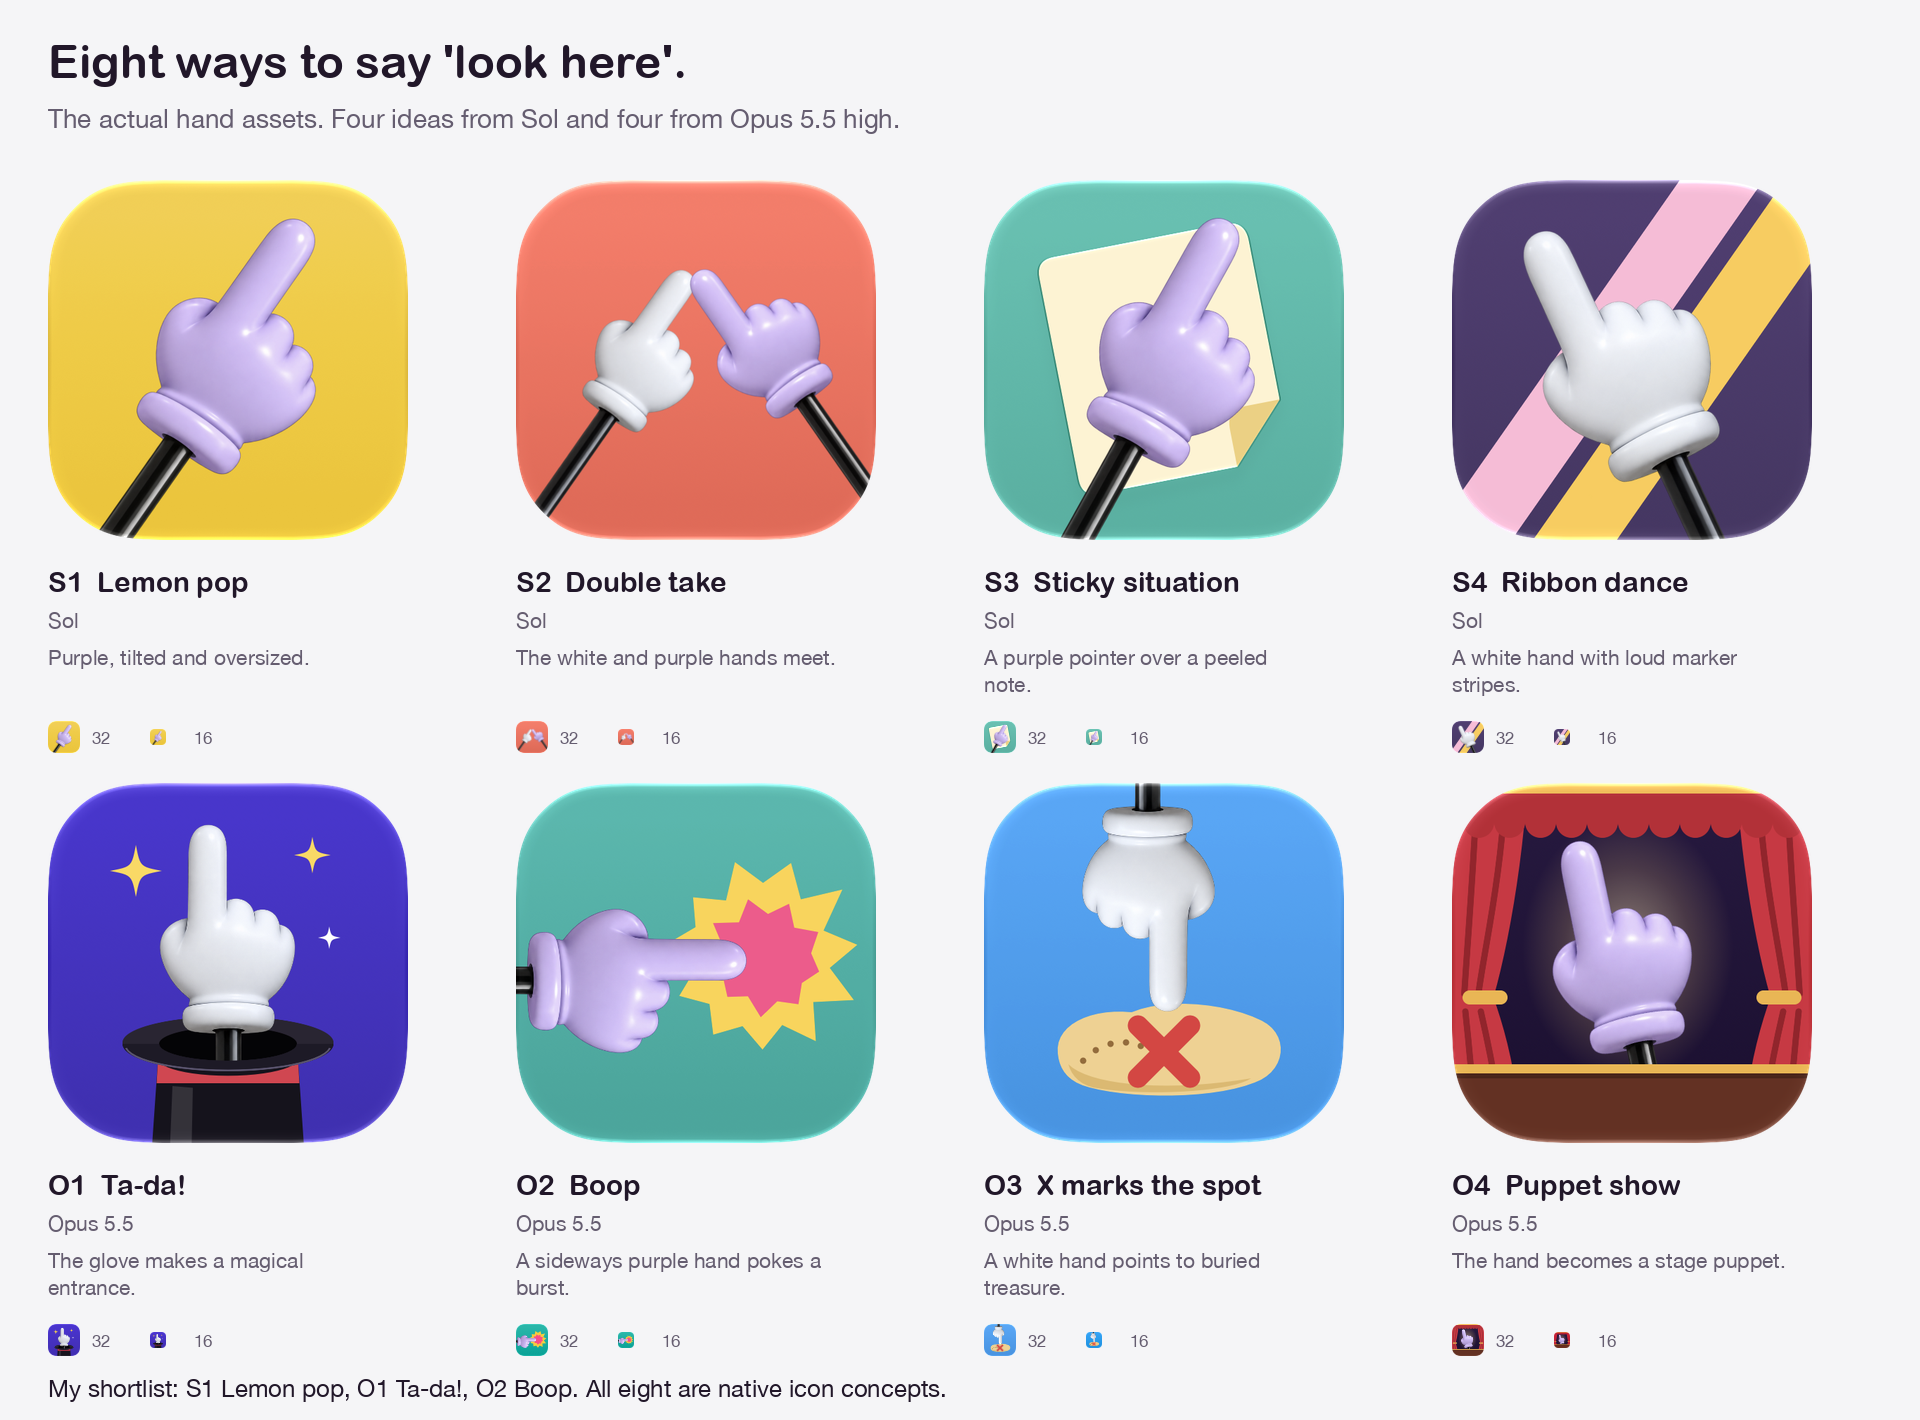 Eight ways to say 'look here'.
The actual hand assets. Four ideas from Sol and four from Opus 5.5 high.
S1 Lemon pop
Sol
Purple, tilted and oversized.
32 16
S2 Double take
Sol
The white and purple hands meet.
32 16
S3 Sticky situation
Sol
A purple pointer over a peeled
note.
32 16
S4 Ribbon dance
Sol
A white hand with loud marker
stripes.
32 16
O1 Ta-da!
Opus 5.5
The glove makes a magical
entrance.
32 16
O2 Boop
Opus 5.5
A sideways purple hand pokes a
burst.
32 16
O3 X marks the spot
Opus 5.5
A white hand points to buried
treasure.
32 16
O4 Puppet show
Opus 5.5
The hand becomes a stage puppet.
32 16
My shortlist: S1 Lemon pop, O1 Ta-da!, O2 Boop. All eight are native icon concepts.